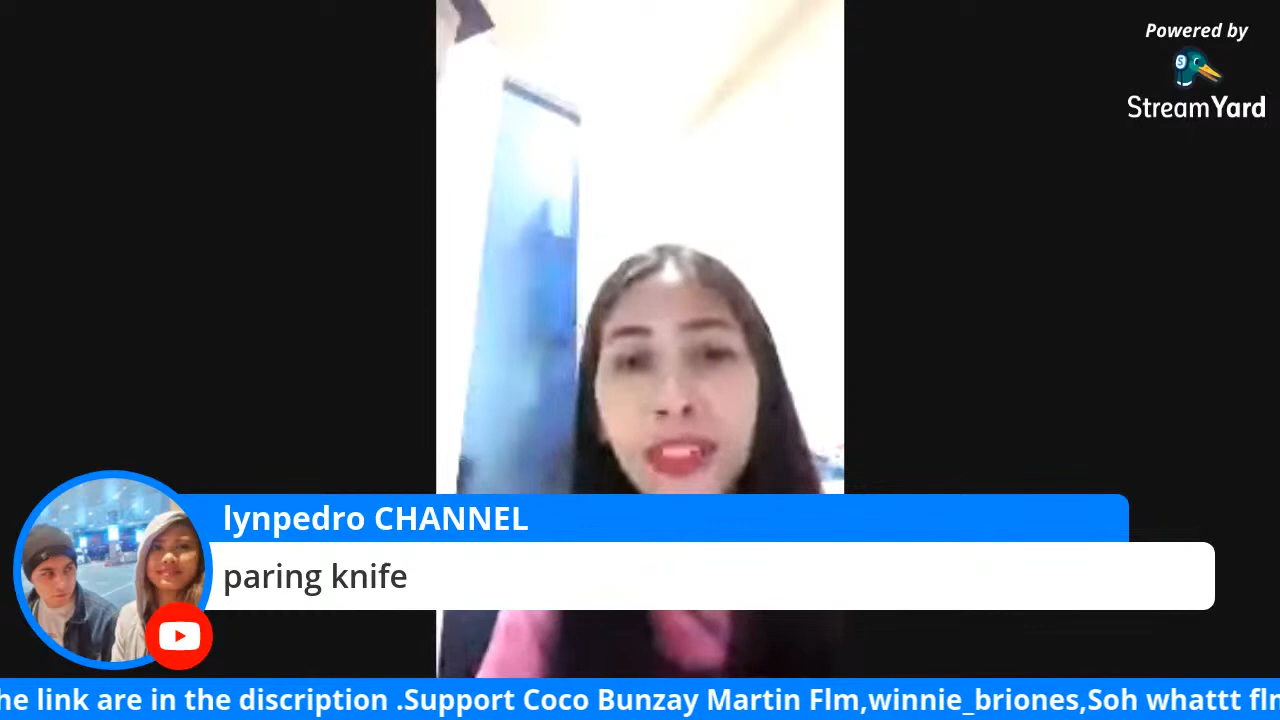 Powered by
StreamYard
lynpedro CHANNEL
paring knife
he link are in the discription .Support Coco Bunzay Martin Flm,winnie_briones,Soh whattt flm